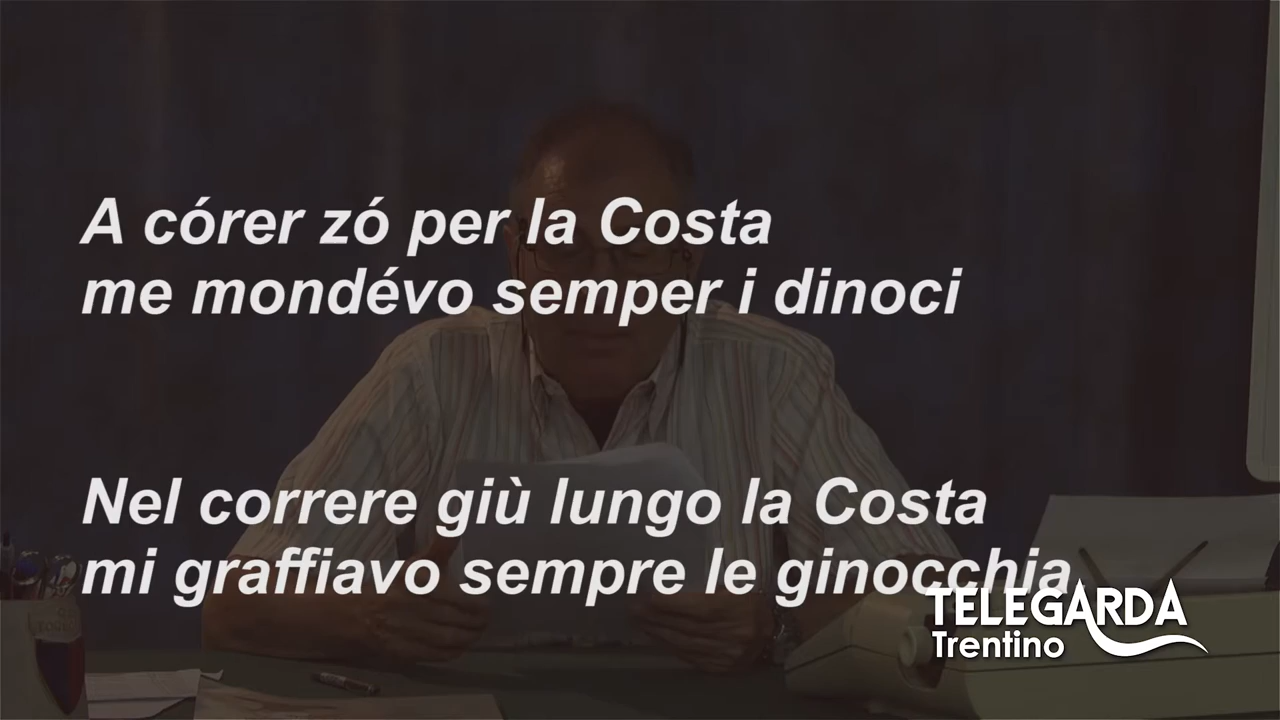 A córer zó per la Costa
me mondévo semper i dinoci
Nel correre giù lungo la Costa
mi graffiavo sempre le ginocchia
TELEGARDA
Trentino